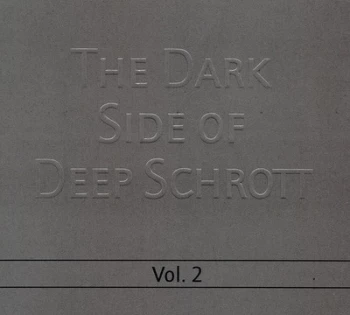 The Dark
Side of
Deep Schrott
Vol. 2